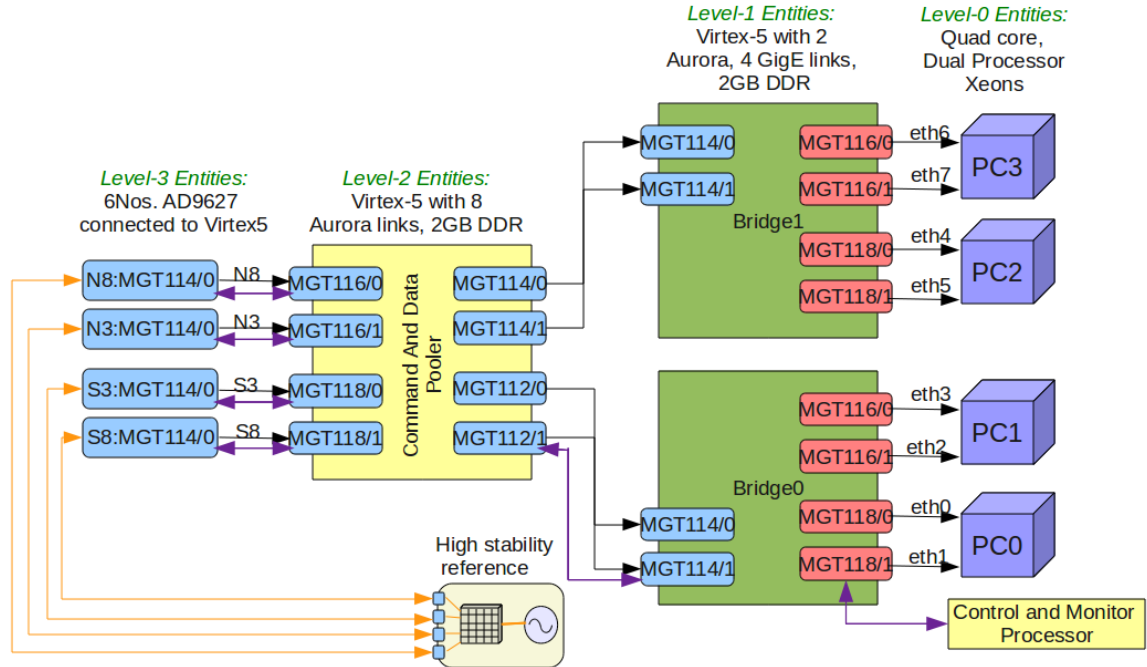 Level-1 Entities:
Virtex-5 with 2
Aurora, 4 GigE links,
2GB DDR
Level-0 Entities:
Quad core,
Dual Processor
Xeons
Level-3 Entities:
6Nos. AD9627
connected to Virtex5
Level-2 Entities:
Virtex-5 with 8
Aurora links, 2GB DDR
N8:MGT114/0
N3:MGT114/0
S3:MGT114/0
S8:MGT114/0
N8
N3
S3
S8
MGT116/0
MGT116/1
MGT118/0
MGT118/1
Command And Data
Pooler
MGT114/0
MGT114/1
MGT112/0
MGT112/1
MGT114/0
MGT114/1
Bridge1
MGT116/0
MGT116/1
MGT118/0
MGT118/1
eth6
eth7
eth4
eth5
PC3
PC2
MGT114/0
MGT114/1
Bridge0
MGT116/0
MGT116/1
MGT118/0
MGT118/1
eth3
eth2
eth0
eth1
PC1
PC0
High stability
reference
Control and Monitor
Processor